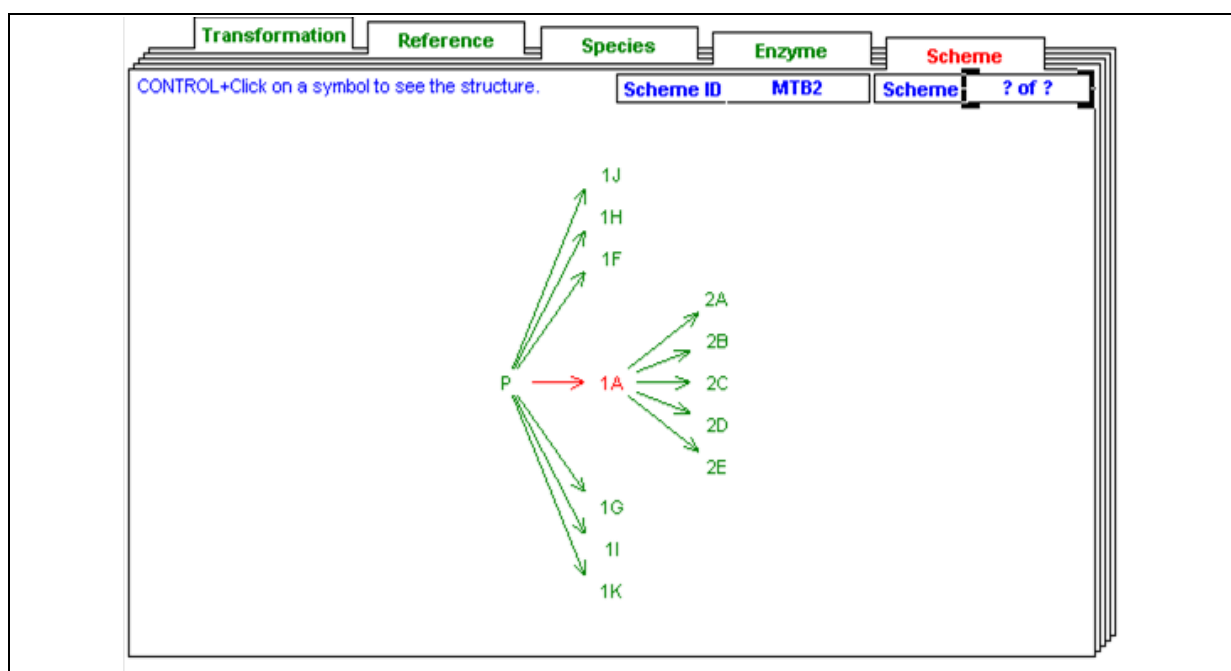 Transformation
Reference
Species
Enzyme
Scheme
CONTROL+Click on a symbol to see the structure.
Scheme ID MTB2 Scheme ? of ?
1J
1H
1F
2A
2B
P 1A 2C
2D
2E
1G
1I
1K